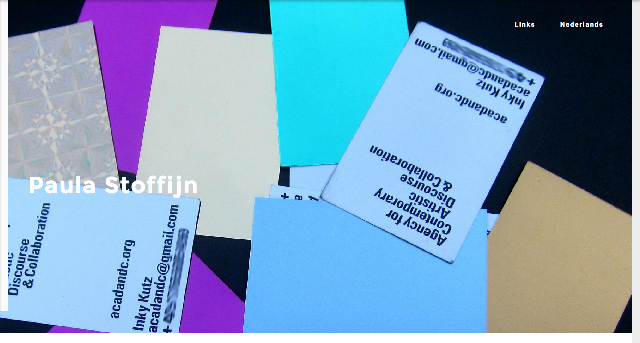 Links
Nederlands
Paula Stoffijn
Agency for
Contemporary
Artistic
Discourse
& Collaboration
acadandc.org
Inky Kutz
acadandc@gmail.com
+
Discourse
& Collaboration
acadandc.org
Inky Kutz
acadandc@gmail.com
+